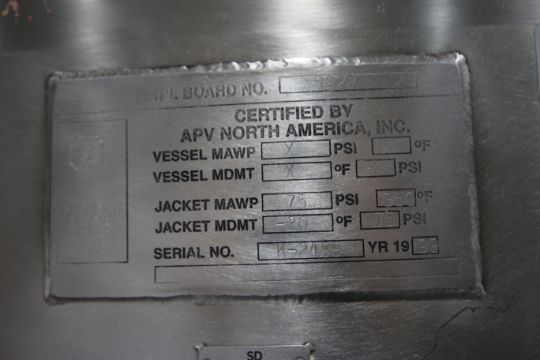 NAT'L BOARD NO.
CERTIFIED BY
APV NORTH AMERICA, INC.
VESSEL MAWP X PSI X °F
VESSEL MDMT X °F X PSI
JACKET MAWP 75 PSI °F
JACKET MDMT -20 °F 75 PSI
SERIAL NO. YR 19
SD